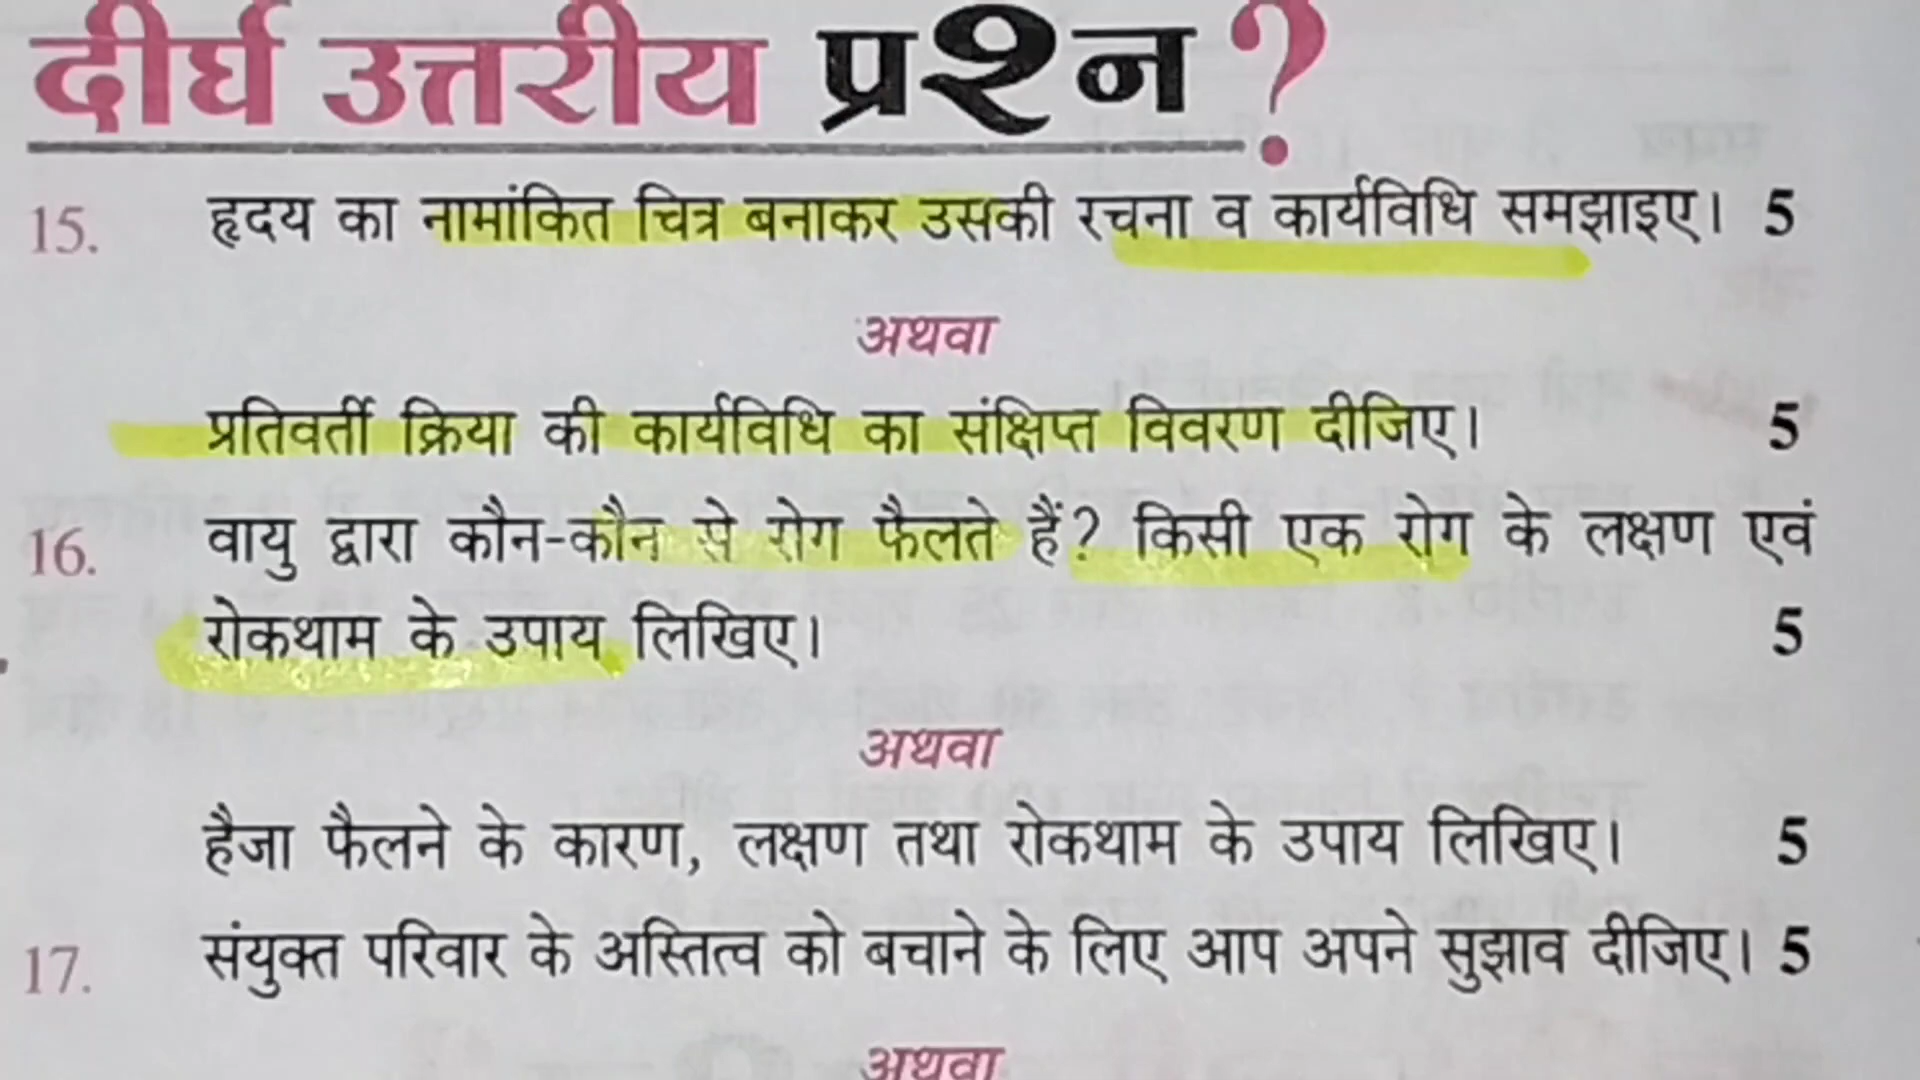 दीर्घ उत्तरीय प्रश्न?
15. हृदय का नामांकित चित्र बनाकर उसकी रचना व कार्यविधि समझाइए। 5
अथवा
प्रतिवर्ती क्रिया की कार्यविधि का संक्षिप्त विवरण दीजिए। 5
16. वायु द्वारा कौन-कौन से रोग फैलते हैं? किसी एक रोग के लक्षण एवं
रोकथाम के उपाय लिखिए। 5
अथवा
हैजा फैलने के कारण, लक्षण तथा रोकथाम के उपाय लिखिए। 5
17. संयुक्त परिवार के अस्तित्व को बचाने के लिए आप अपने सुझाव दीजिए। 5
अथवा